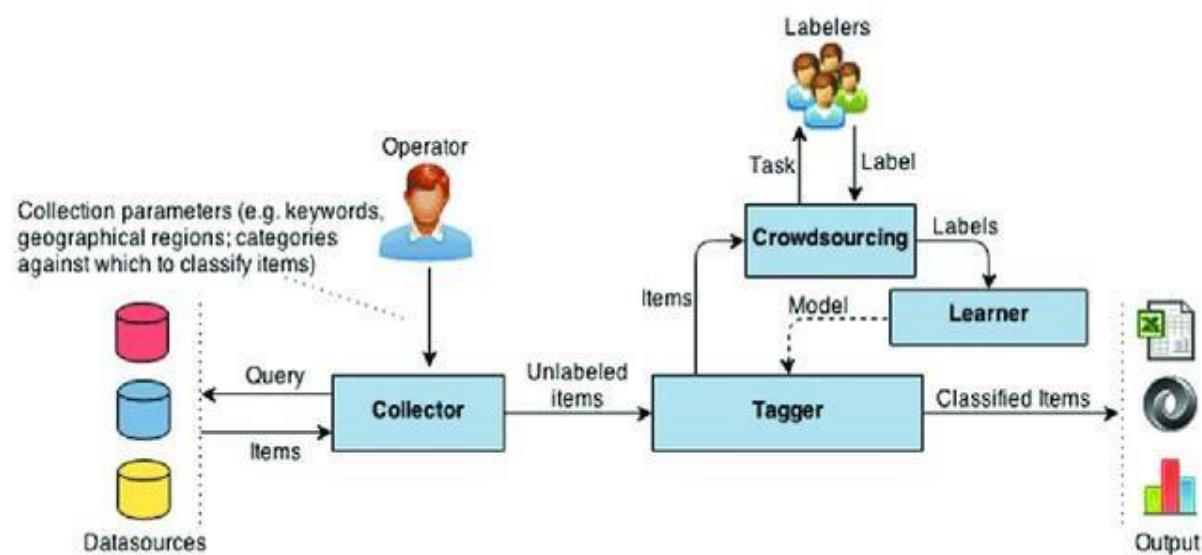 Labelers
Operator
Task
Label
Collection parameters (e.g. keywords,
geographical regions; categories
against which to classify items)
Crowdsourcing
Labels
Items
Model
Learner
Query
Collector
Unlabeled
items
Tagger
Classified Items
Items
Datasources
Output